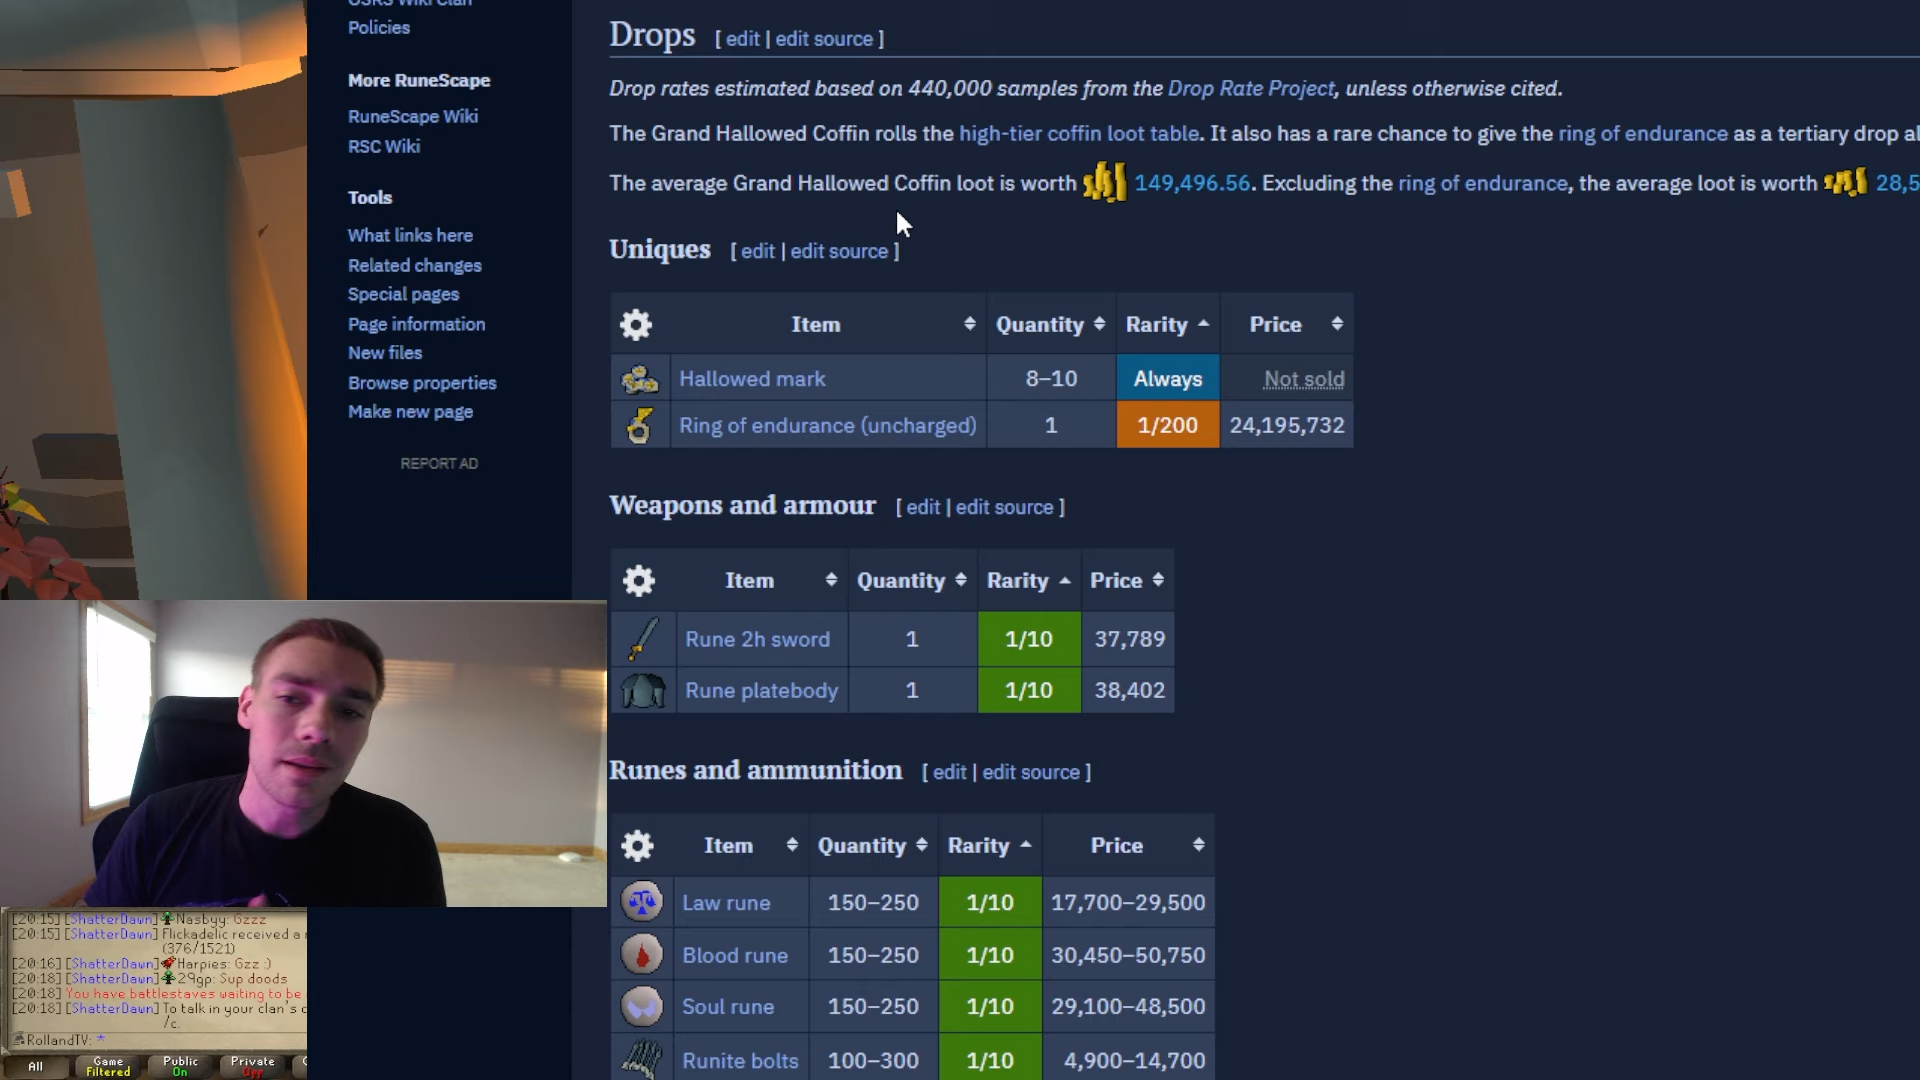 OSRS Wiki Clan
Policies
More RuneScape
RuneScape Wiki
RSC Wiki
Tools
What links here
Related changes
Special pages
Page information
New files
Browse properties
Make new page
REPORT AD
Drops [ edit | edit source ]
Drop rates estimated based on 440,000 samples from the Drop Rate Project, unless otherwise cited.
The Grand Hallowed Coffin rolls the high-tier coffin loot table. It also has a rare chance to give the ring of endurance as a tertiary drop al
The average Grand Hallowed Coffin loot is worth 149,496.56. Excluding the ring of endurance, the average loot is worth 28,5
Uniques [ edit | edit source ]
Item Quantity Rarity Price
Hallowed mark 8–10 Always Not sold
Ring of endurance (uncharged) 1 1/200 24,195,732
Weapons and armour [ edit | edit source ]
Item Quantity Rarity Price
Rune 2h sword 1 1/10 37,789
Rune platebody 1 1/10 38,402
Runes and ammunition [ edit | edit source ]
Item Quantity Rarity Price
Law rune 150–250 1/10 17,700–29,500
Blood rune 150–250 1/10 30,450–50,750
Soul rune 150–250 1/10 29,100–48,500
Runite bolts 100–300 1/10 4,900–14,700
[20:15] [ShatterDawn] Nasbyy: Gzzz
[20:15] [ShatterDawn] Flickadelic received a
(376/1521)
[20:16] [ShatterDawn] Harpies: Gzz :)
[20:18] [ShatterDawn] 29gp: Sup doods
[20:18] You have battlestaves waiting to be
[20:18] [ShatterDawn] To talk in your clan's c
/c.
RollandTV: *
All Game Filtered Public On Private Off